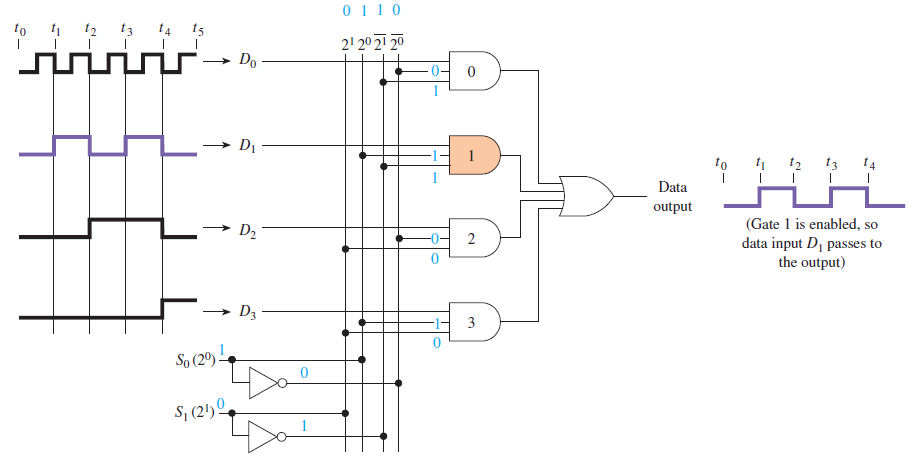 0 1 1 0
t0 t1 t2 t3 t4 t5
2¹ 2⁰ 2̅¹̅ 2̅⁰̅
D₀
0
0
1
D₁
1
1
1
t0 t1 t2 t3 t4
Data
output
(Gate 1 is enabled, so
data input D₁ passes to
the output)
D₂
0
2
0
D₃
1
3
0
S₀ (2⁰) 1
0
S₁ (2¹) 0
1